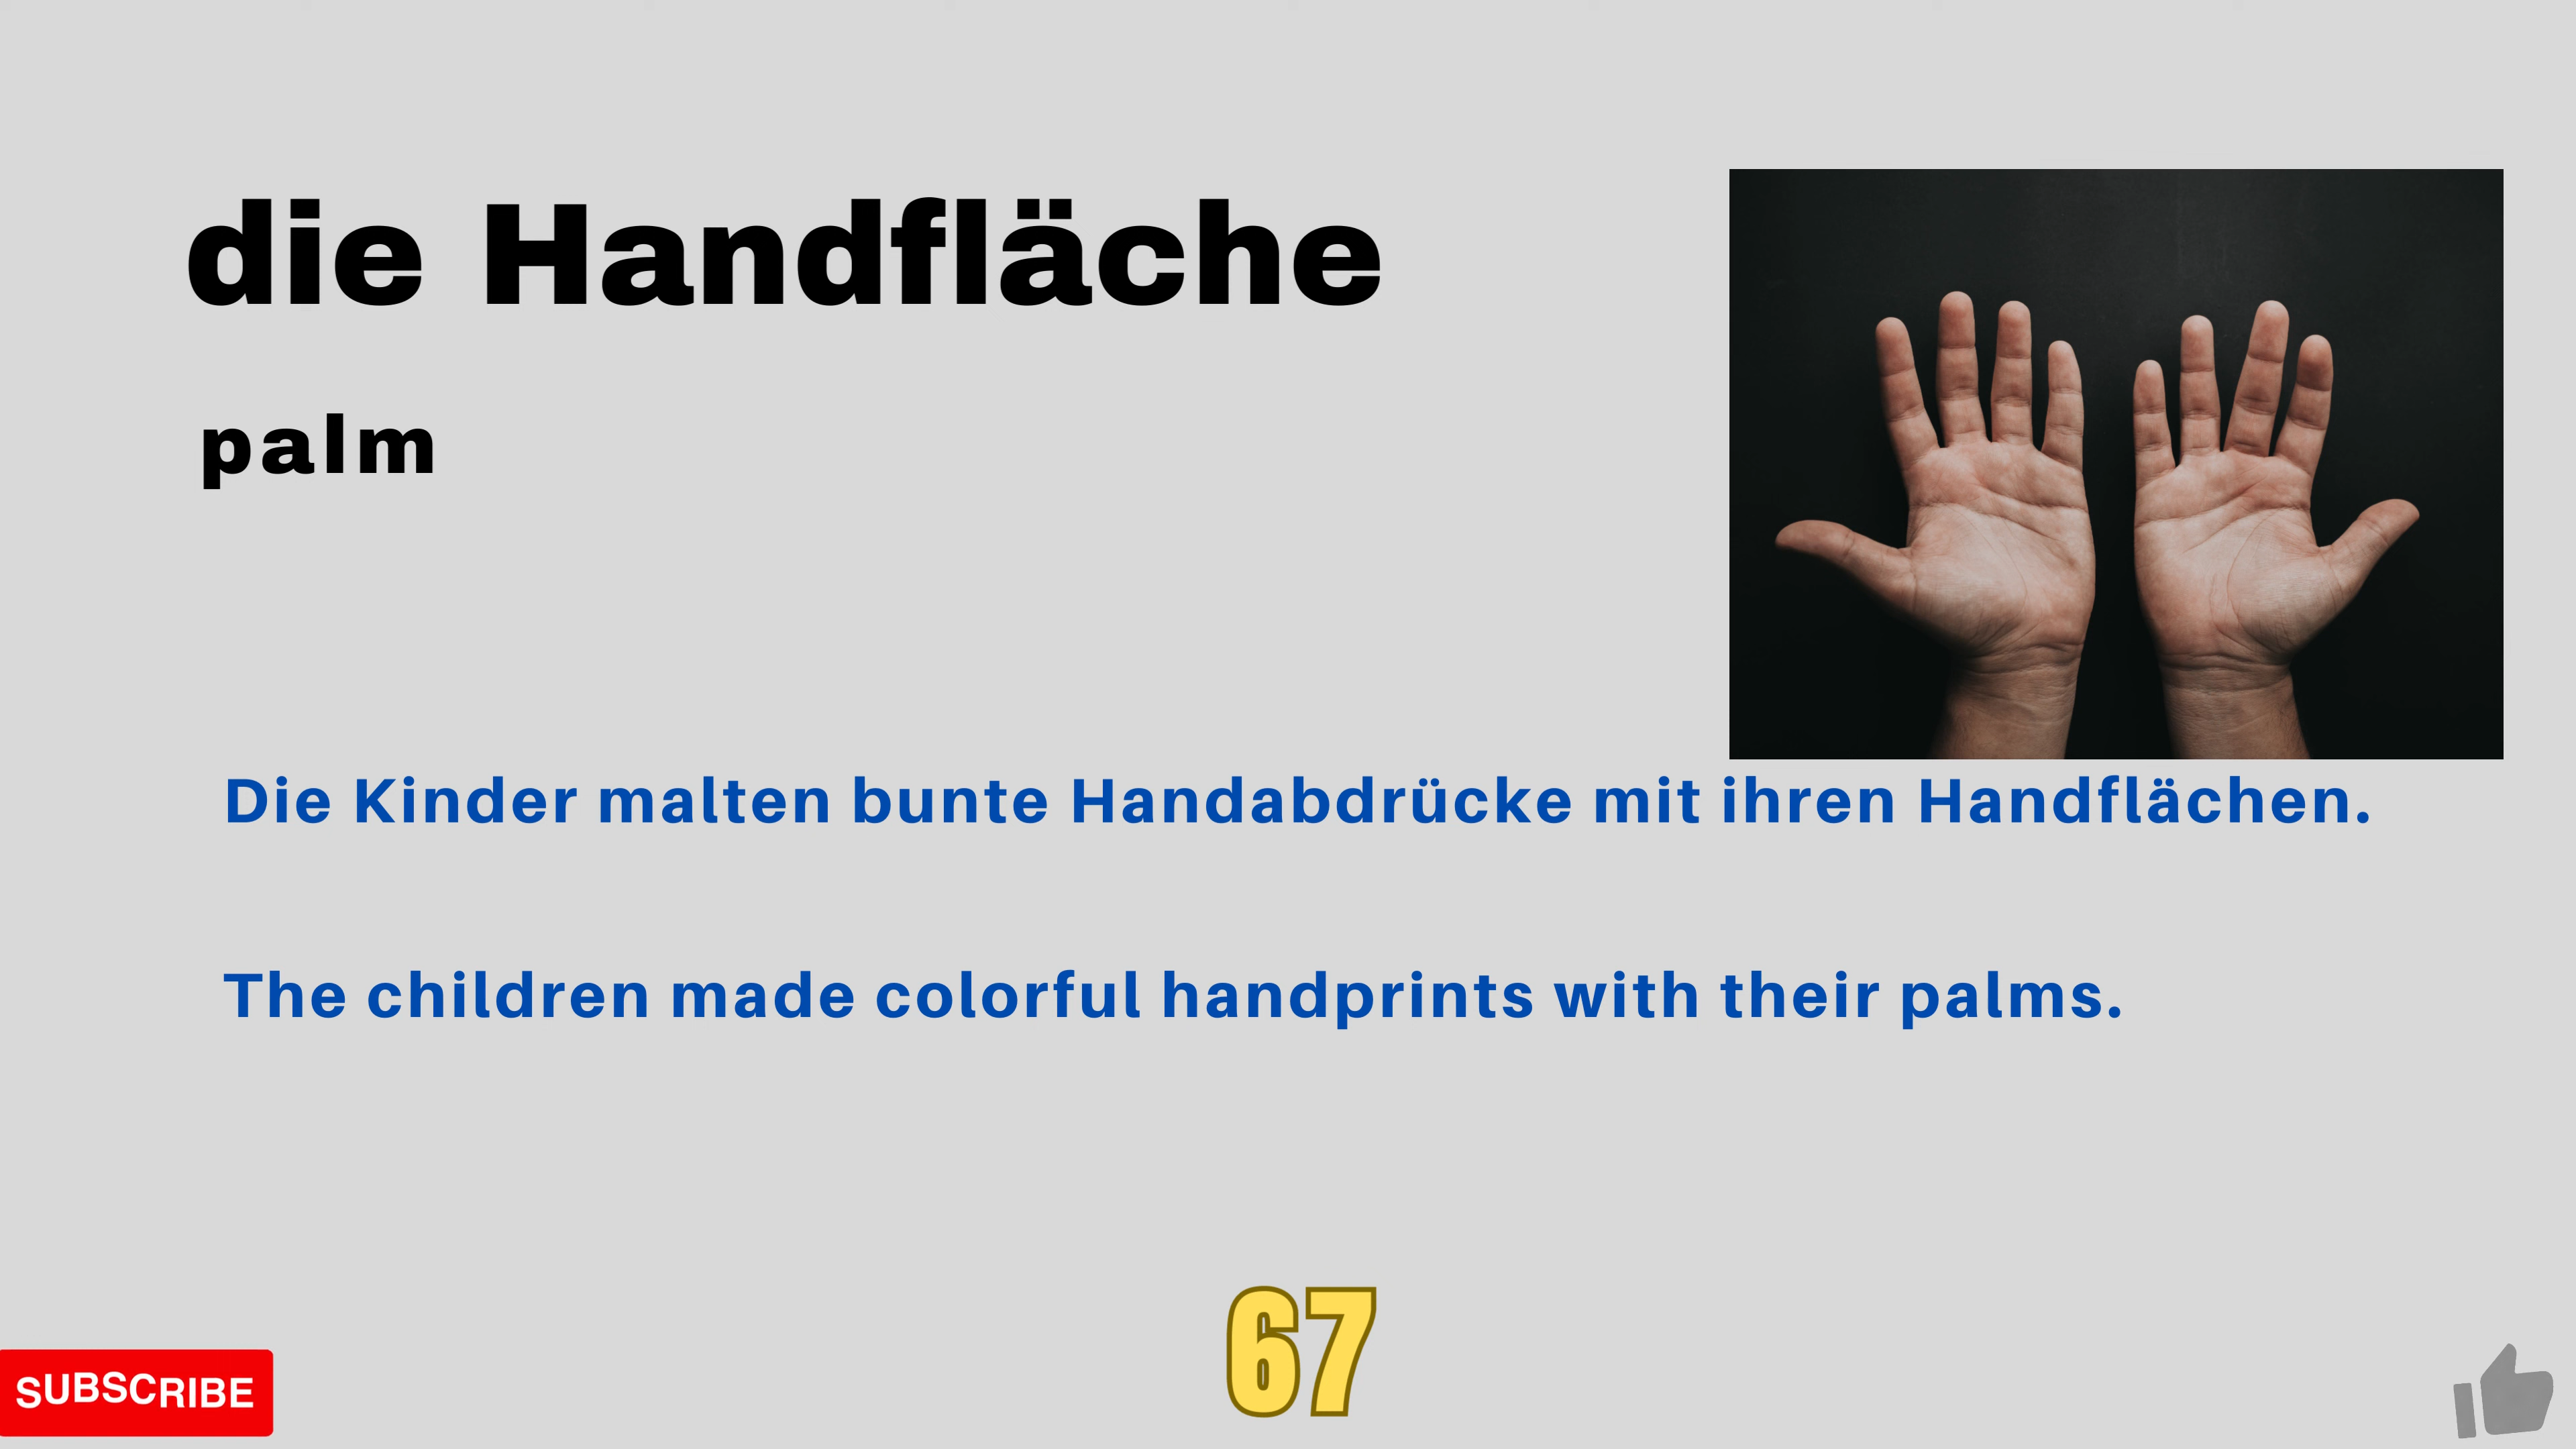 die Handfläche
palm
Die Kinder malten bunte Handabdrücke mit ihren Handflächen.
The children made colorful handprints with their palms.
67
SUBSCRIBE